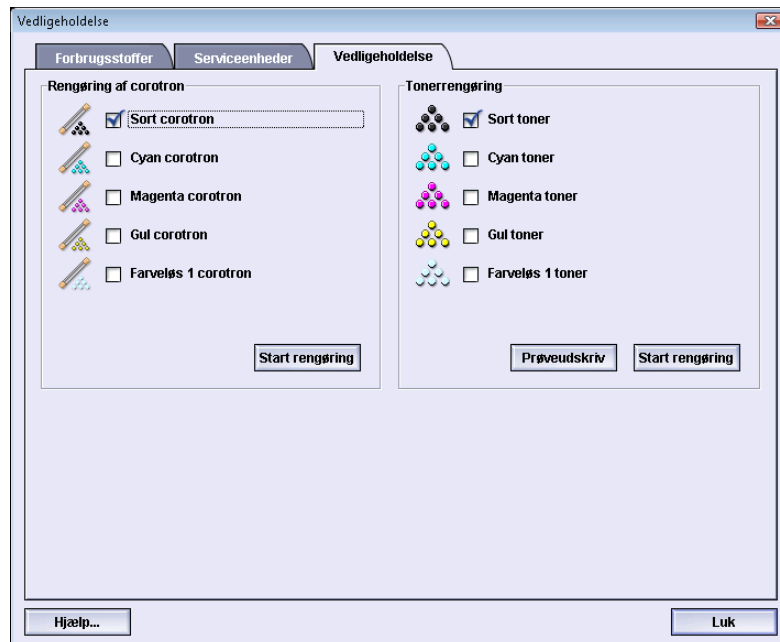 Vedligeholdelse
Forbrugsstoffer
Serviceenheder
Vedligeholdelse
Rengøring af corotron
Sort corotron
Cyan corotron
Magenta corotron
Gul corotron
Farveløs 1 corotron
Start rengøring
Tonerrengøring
Sort toner
Cyan toner
Magenta toner
Gul toner
Farveløs 1 toner
Prøveudskriv
Start rengøring
Hjælp...
Luk